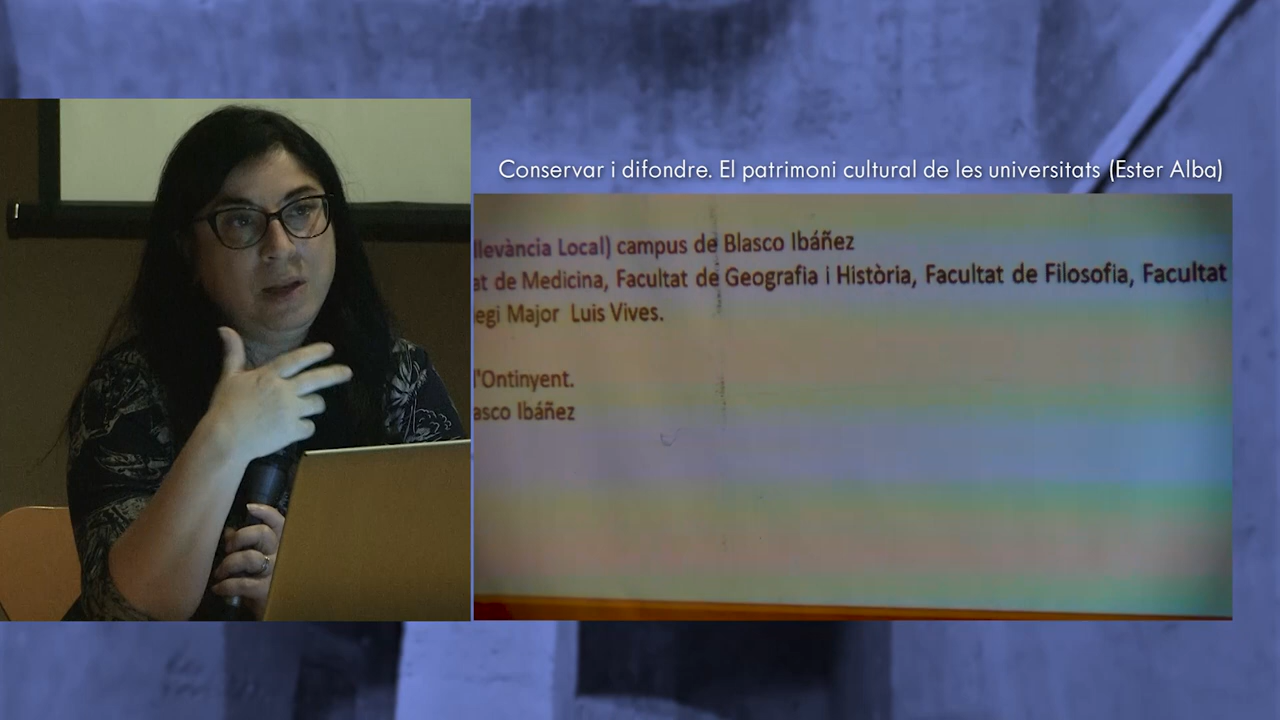 Conservar i difondre. El patrimoni cultural de les universitats (Ester Alba)
llevància Local) campus de Blasco Ibáñez
at de Medicina, Facultat de Geografia i Història, Facultat de Filosofia, Facultat
egi Major Luis Vives.
l'Ontinyent.
asco Ibáñez